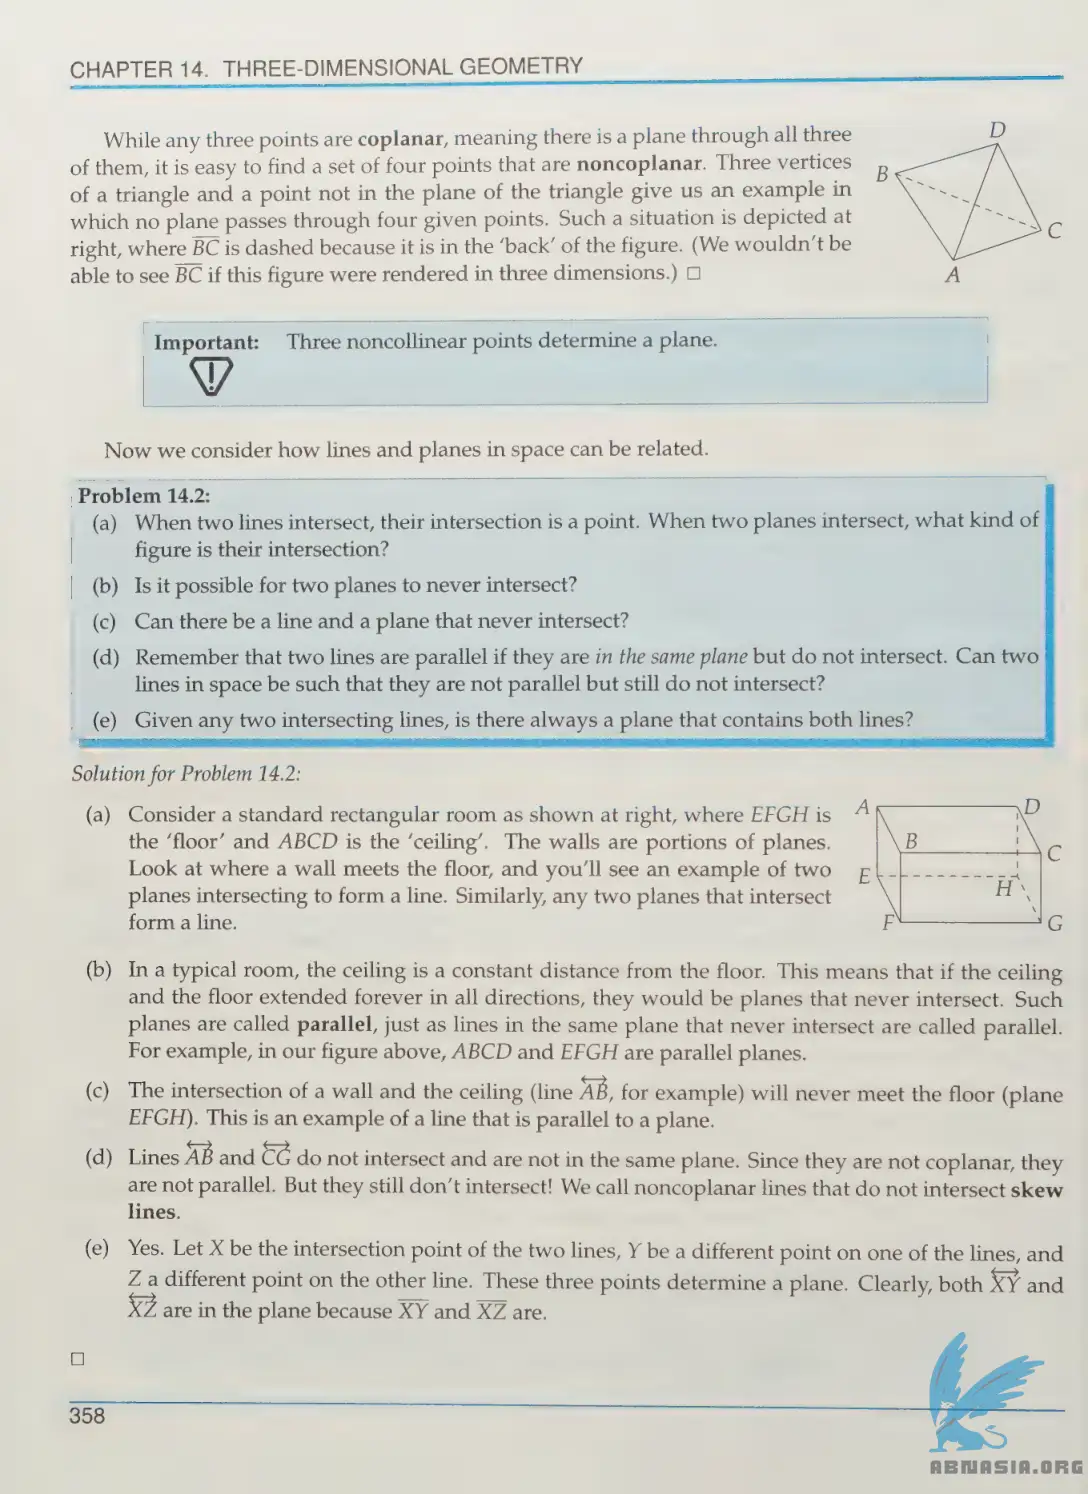 CHAPTER 14. THREE-DIMENSIONAL GEOMETRY
While any three points are coplanar, meaning there is a plane through all three
of them, it is easy to find a set of four points that are noncoplanar. Three vertices
of a triangle and a point not in the plane of the triangle give us an example in
which no plane passes through four given points. Such a situation is depicted at
right, where BC is dashed because it is in the 'back' of the figure. (We wouldn't be
able to see BC if this figure were rendered in three dimensions.) □
D
B
C
A
Important: Three noncollinear points determine a plane.
!
Now we consider how lines and planes in space can be related.
Problem 14.2:
(a) When two lines intersect, their intersection is a point. When two planes intersect, what kind of
figure is their intersection?
(b) Is it possible for two planes to never intersect?
(c) Can there be a line and a plane that never intersect?
(d) Remember that two lines are parallel if they are in the same plane but do not intersect. Can two
lines in space be such that they are not parallel but still do not intersect?
(e) Given any two intersecting lines, is there always a plane that contains both lines?
Solution for Problem 14.2:
(a) Consider a standard rectangular room as shown at right, where EFGH is
the 'floor' and ABCD is the 'ceiling'. The walls are portions of planes.
Look at where a wall meets the floor, and you'll see an example of two
planes intersecting to form a line. Similarly, any two planes that intersect
form a line.
A
D
B
C
E
H
F
G
(b) In a typical room, the ceiling is a constant distance from the floor. This means that if the ceiling
and the floor extended forever in all directions, they would be planes that never intersect. Such
planes are called parallel, just as lines in the same plane that never intersect are called parallel.
For example, in our figure above, ABCD and EFGH are parallel planes.
(c) The intersection of a wall and the ceiling (line AB, for example) will never meet the floor (plane
EFGH). This is an example of a line that is parallel to a plane.
(d) Lines AB and CG do not intersect and are not in the same plane. Since they are not coplanar, they
are not parallel. But they still don't intersect! We call noncoplanar lines that do not intersect skew
lines.
(e) Yes. Let X be the intersection point of the two lines, Y be a different point on one of the lines, and
Z a different point on the other line. These three points determine a plane. Clearly, both XY and
XZ are in the plane because XY and XZ are.
□
358
ABNASIA.ORG